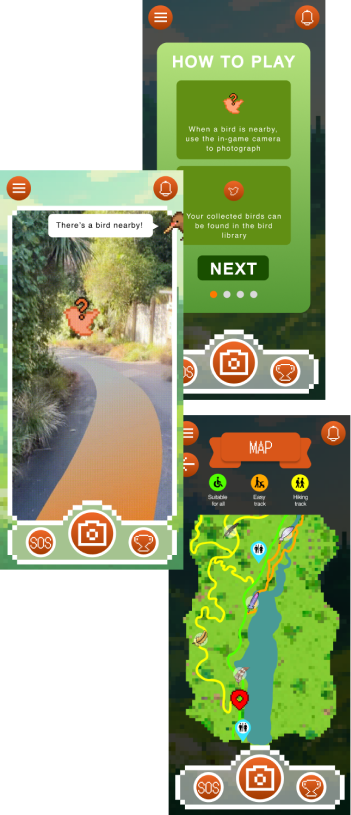 HOW TO PLAY
When a bird is nearby,
use the in-game camera
to photograph
Your collected birds can
be found in the bird
library
NEXT
There's a bird nearby!
SOS
MAP
Suitable
for all
Easy
track
Hiking
track
SOS